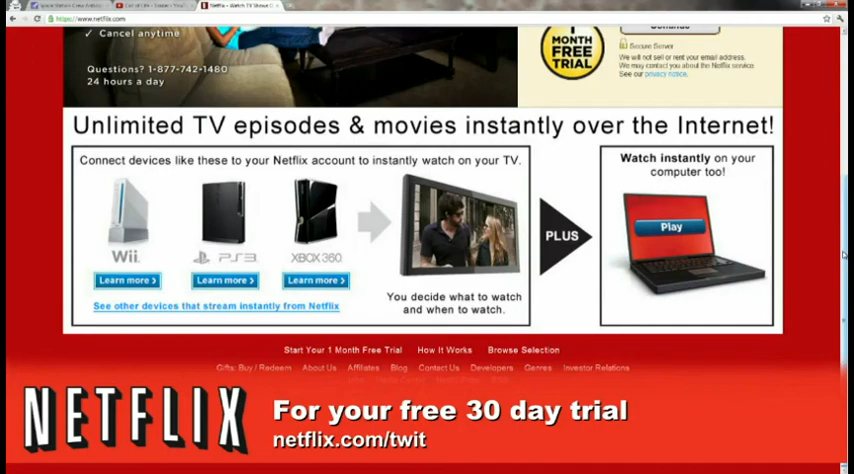 Netflix - Watch TV Shows O
https://www.netflix.com
✓ Cancel anytime
Questions? 1-877-742-1480
24 hours a day
1
MONTH
FREE
TRIAL
Secure Server
We will not sell or rent your email address.
We may contact you about the Netflix service.
See our privacy notice.
Unlimited TV episodes & movies instantly over the Internet!
Connect devices like these to your Netflix account to instantly watch on your TV.
Wii.
PS3
XBOX 360
Learn more >
Learn more >
Learn more >
See other devices that stream instantly from Netflix
You decide what to watch
and when to watch.
PLUS
Watch instantly on your
computer too!
Play
Start Your 1 Month Free Trial How It Works Browse Selection
Gifts: Buy / Redeem About Us Affiliates Blog Contact Us Developers Genres Investor Relations
NETFLIX
For your free 30 day trial
netflix.com/twit